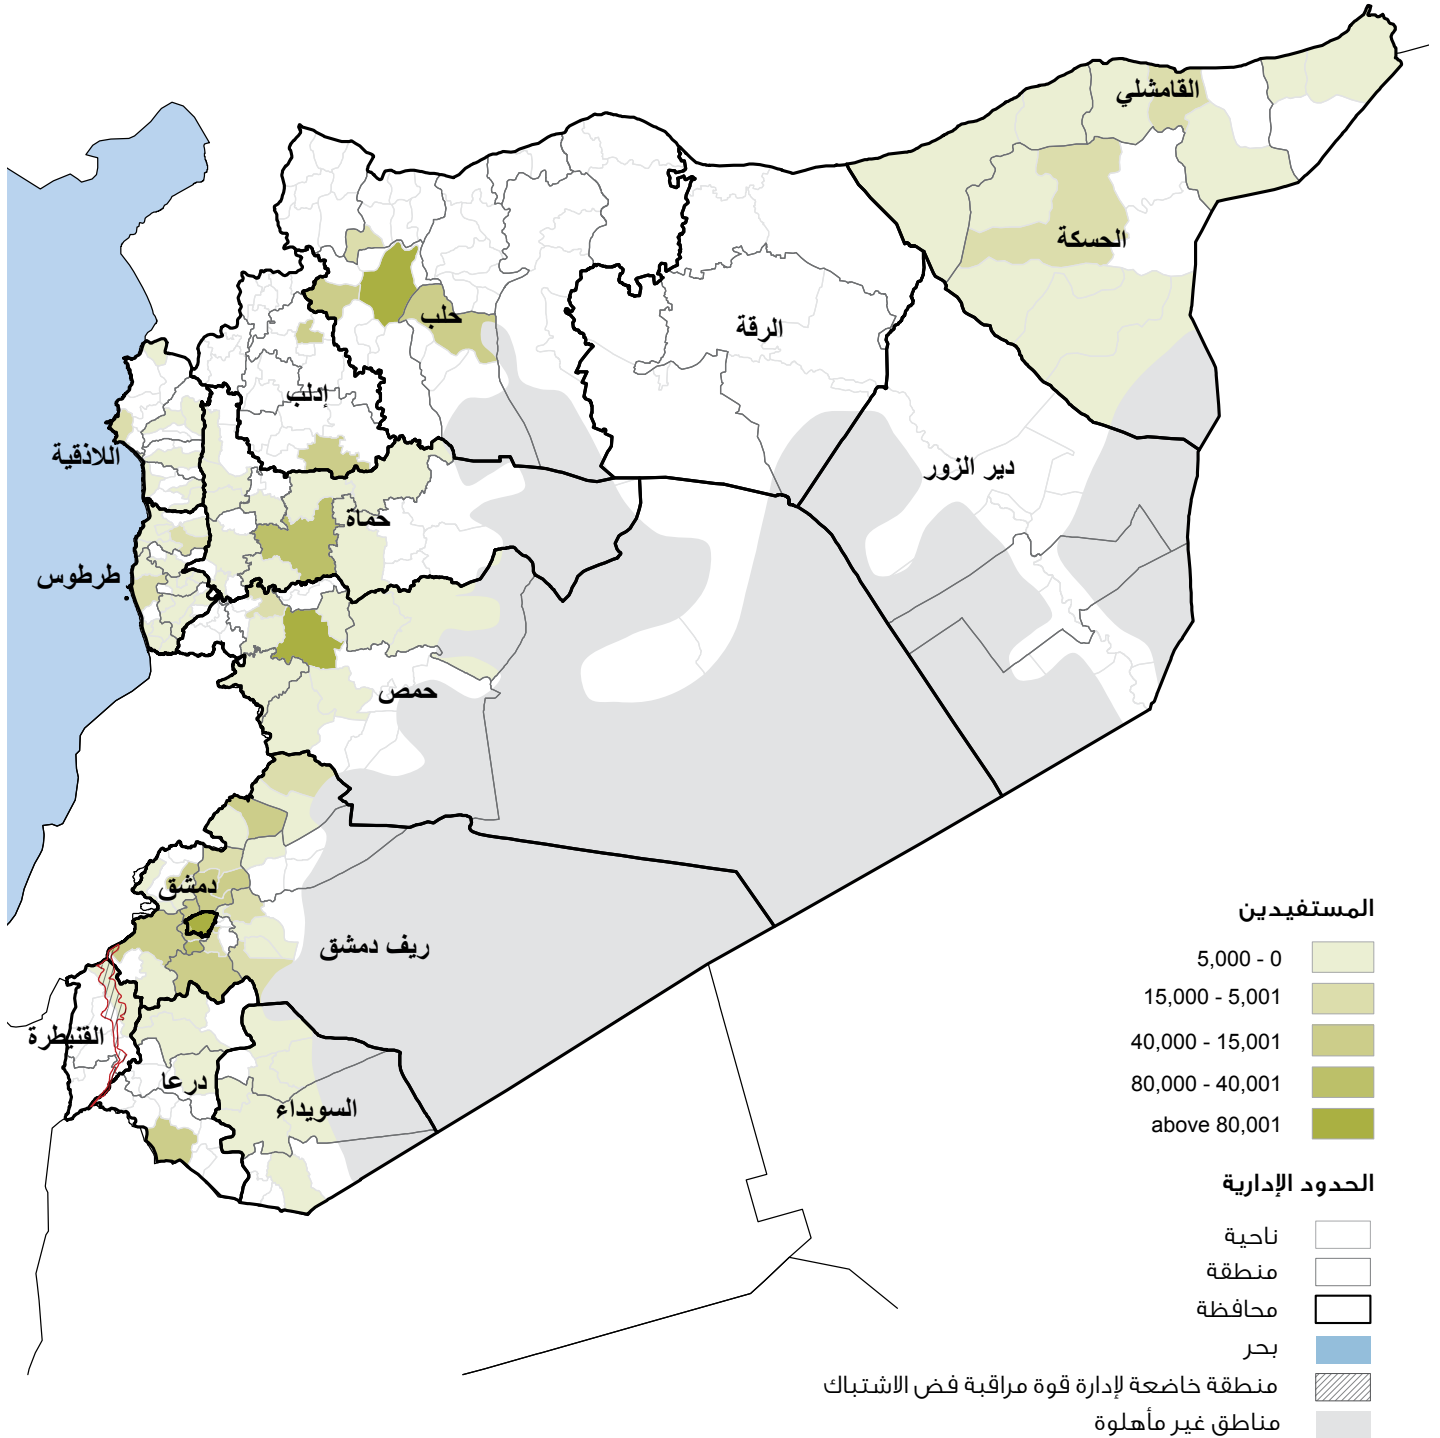 القامشلي
الحسكة
حلب
الرقة
إدلب
اللاذقية
دير الزور
حماة
طرطوس
حمص
دمشق
ريف دمشق
القنيطرة
درعا
السويداء
المستفيدين
5,000 - 0
15,000 - 5,001
40,000 - 15,001
80,000 - 40,001
above 80,001
الحدود الإدارية
ناحية
منطقة
محافظة
بحر
منطقة خاضعة لإدارة قوة مراقبة فض الاشتباك
مناطق غير مأهلوة